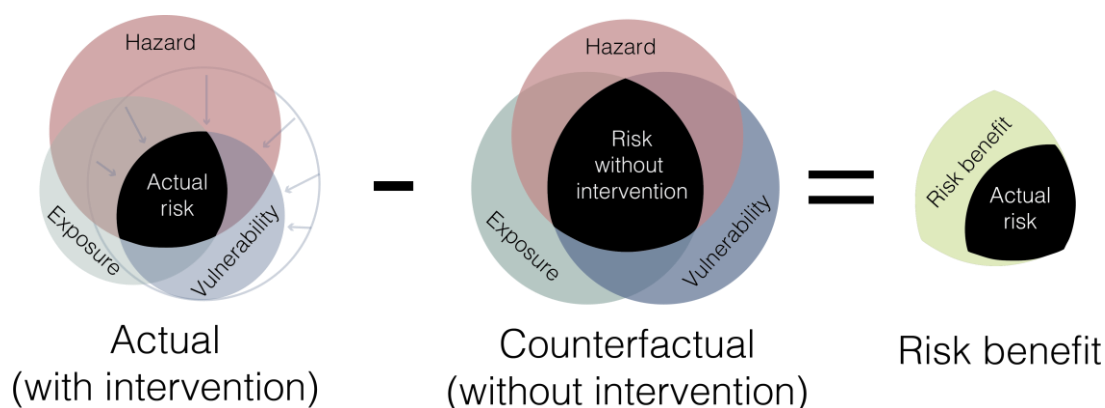 Hazard
Actual
risk
Exposure
Vulnerability
Actual
(with intervention)
Hazard
Risk
without
intervention
Exposure
Vulnerability
Counterfactual
(without intervention)
Risk benefit
Actual
risk
Risk benefit